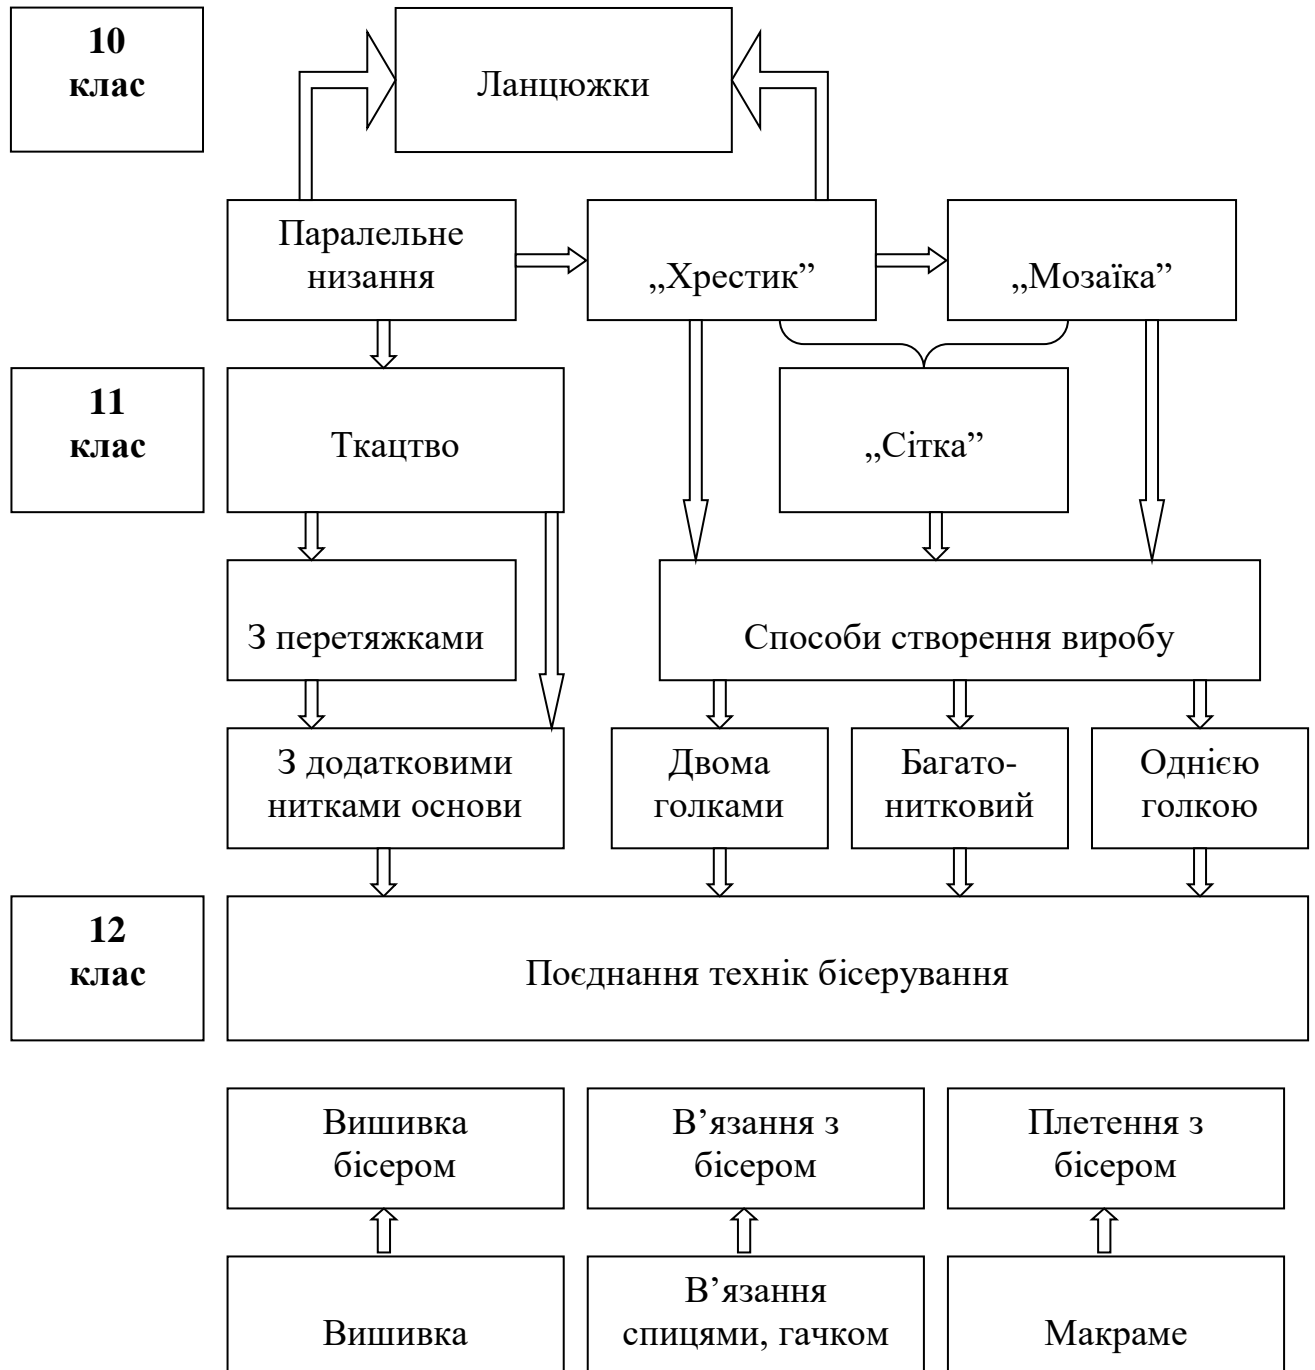 10
клас
Ланцюжки
Паралельне
низання
„Хрестик”
„Мозаїка”
11
клас
Ткацтво
„Сітка”
З перетяжками
Способи створення виробу
З додатковими
нитками основи
Двома
голками
Багато-
нитковий
Однією
голкою
12
клас
Поєднання технік бісерування
Вишивка
бісером
В’язання з
бісером
Плетення з
бісером
Вишивка
В’язання
спицями, гачком
Макраме